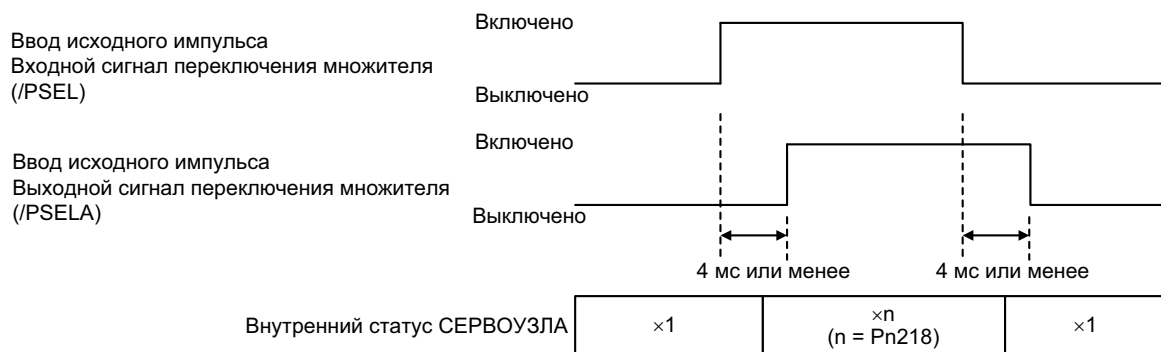 Ввод исходного импульса
Входной сигнал переключения множителя
(/PSEL)
Включено
Выключено
Ввод исходного импульса
Выходной сигнал переключения множителя
(/PSELA)
Включено
Выключено
4 мс или менее
4 мс или менее
Внутренний статус СЕРВОУЗЛА
×1
×n
(n = Pn218)
×1